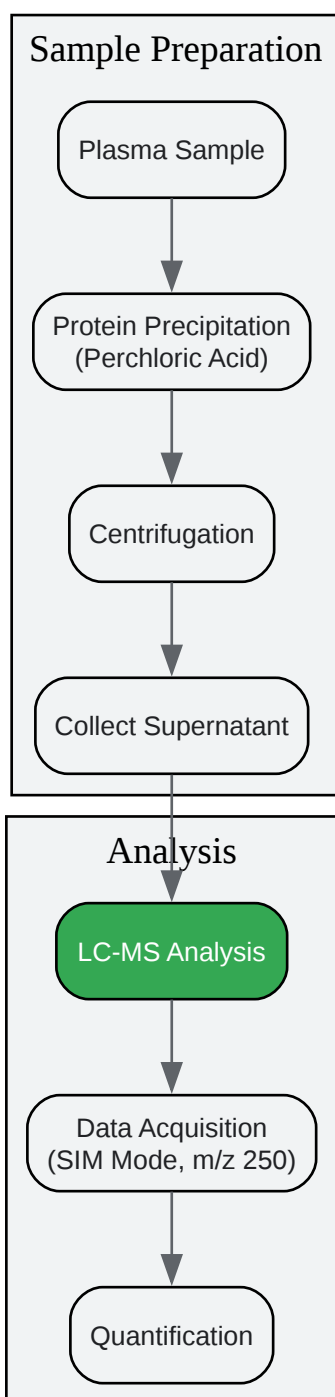 Sample Preparation
Plasma Sample
Protein Precipitation
(Perchloric Acid)
Centrifugation
Collect Supernatant
Analysis
LC-MS Analysis
Data Acquisition
(SIM Mode, m/z 250)
Quantification